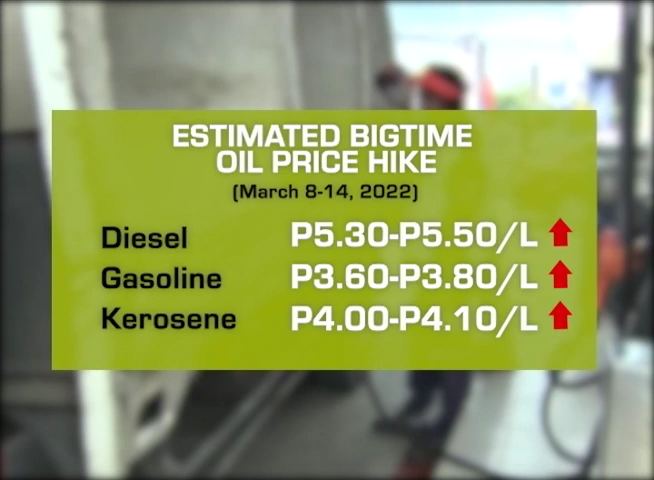 ESTIMATED BIGTIME
OIL PRICE HIKE
(March 8-14, 2022)
Diesel P5.30-P5.50/L
Gasoline P3.60-P3.80/L
Kerosene P4.00-P4.10/L